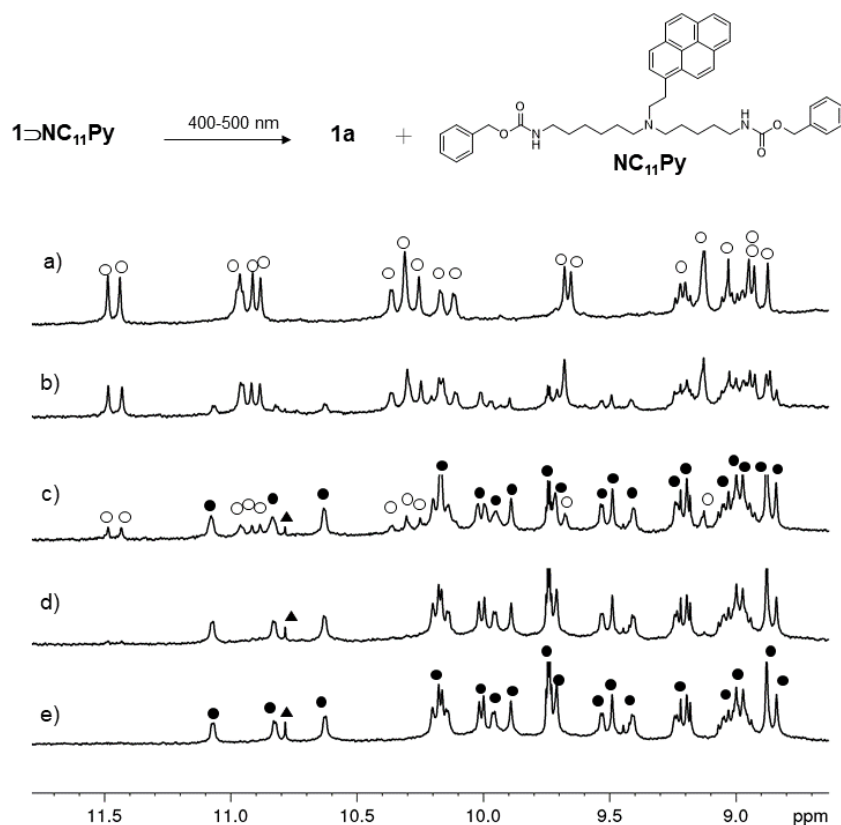 1⊃NC₁₁Py 400-500 nm 1a +
O
O
N
H
N
H
N
O
O
NC₁₁Py
a)
b)
c)
d)
e)
11.5 11.0 10.5 10.0 9.5 9.0 ppm